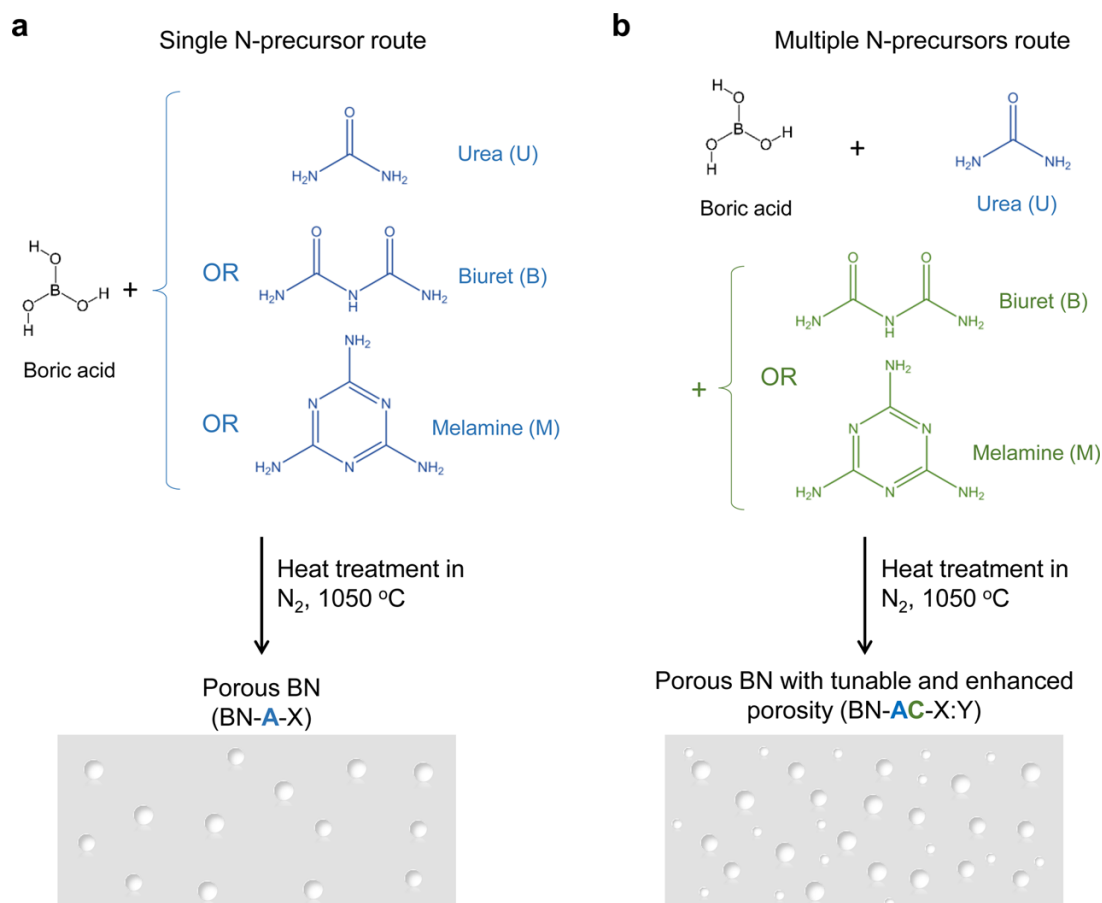 a
Single N-precursor route
H
O
B
O
H
O
H
Boric acid
+
O
H₂N
NH₂
Urea (U)
OR
O
O
H₂N
N
H
NH₂
Biuret (B)
OR
NH₂
N
N
N
H₂N
NH₂
Melamine (M)
Heat treatment in
N₂, 1050 ºC
Porous BN
(BN-A-X)
b
Multiple N-precursors route
H
O
B
O
H
O
H
Boric acid
+
O
H₂N
NH₂
Urea (U)
+
O
O
H₂N
N
H
NH₂
Biuret (B)
OR
NH₂
N
N
N
H₂N
NH₂
Melamine (M)
Heat treatment in
N₂, 1050 ºC
Porous BN with tunable and enhanced
porosity (BN-AC-X:Y)